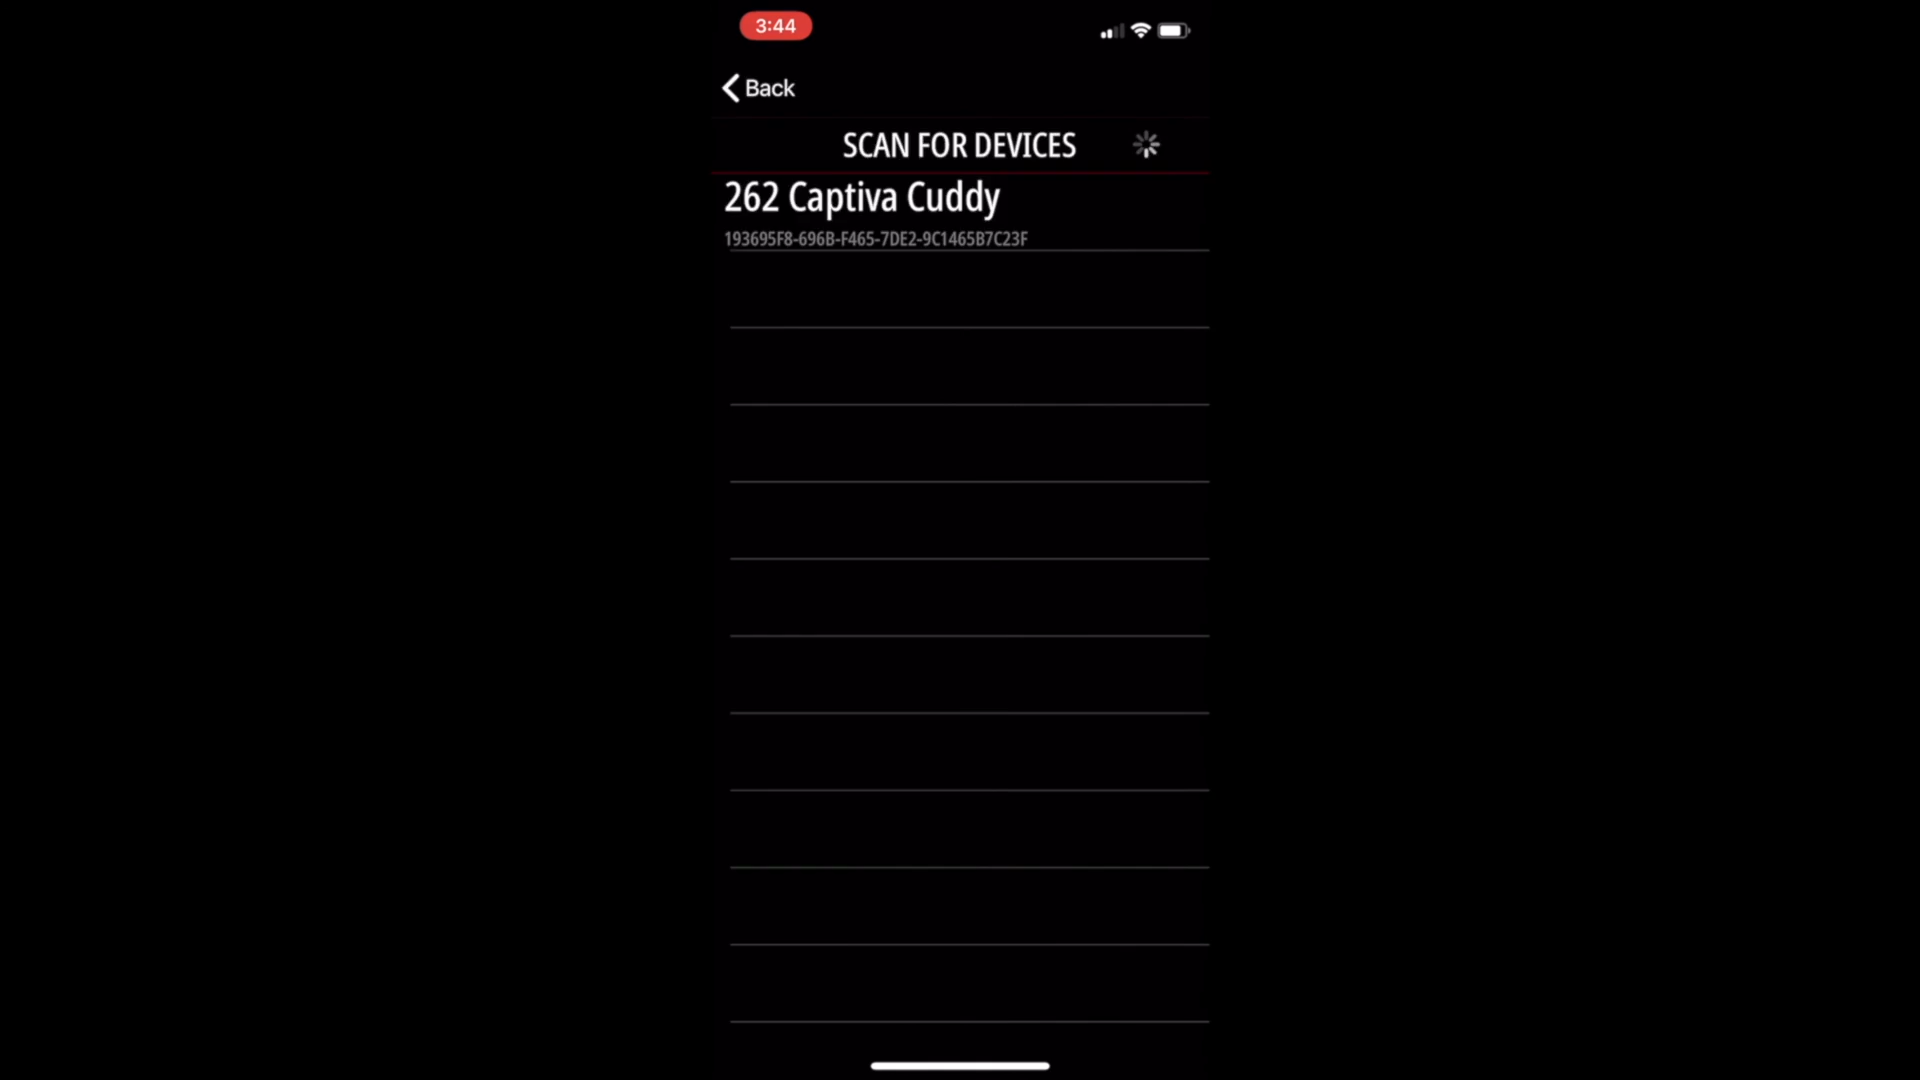 3:44
Back
SCAN FOR DEVICES
262 Captiva Cuddy
193695F8-696B-F465-7DE2-9C1465B7C23F